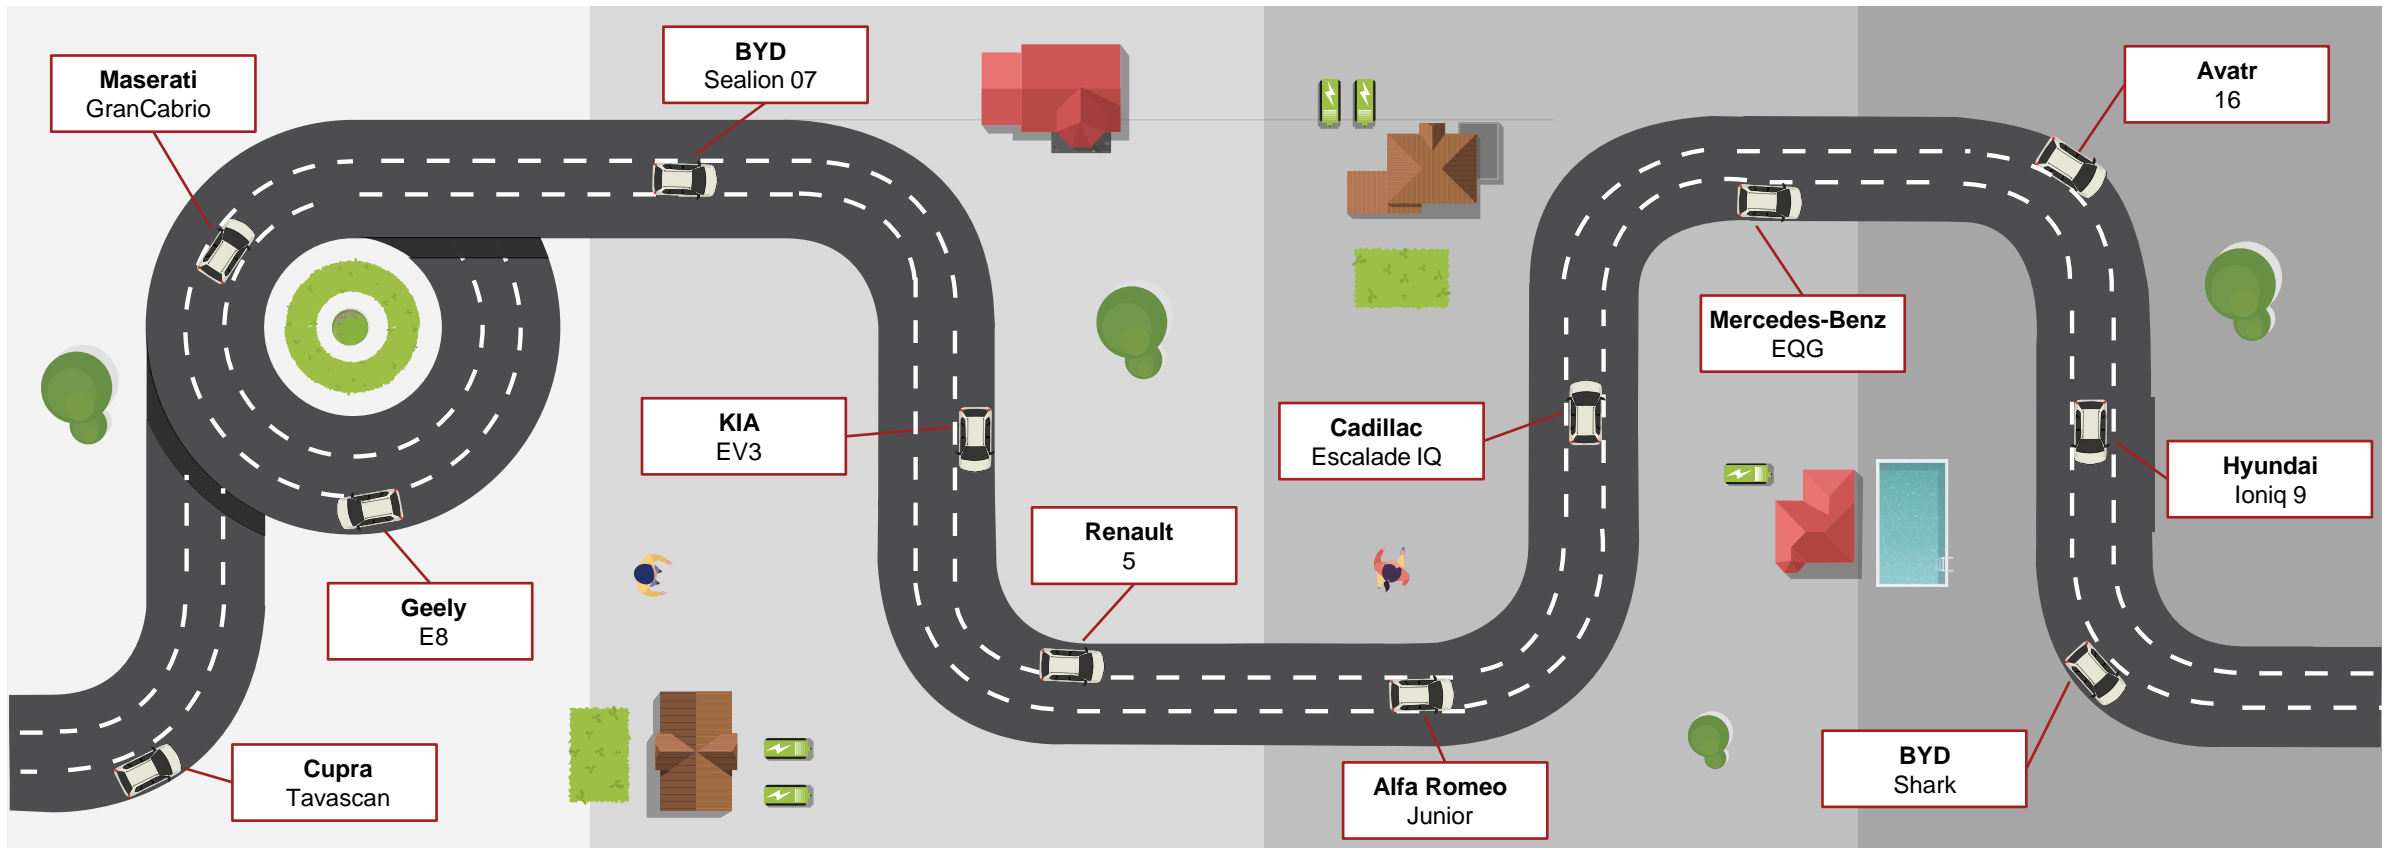 Maserati
GranCabrio
BYD
Sealion 07
Avatr
16
Mercedes-Benz
EQG
KIA
EV3
Cadillac
Escalade IQ
Hyundai
Ioniq 9
Renault
5
Geely
E8
Cupra
Tavascan
Alfa Romeo
Junior
BYD
Shark